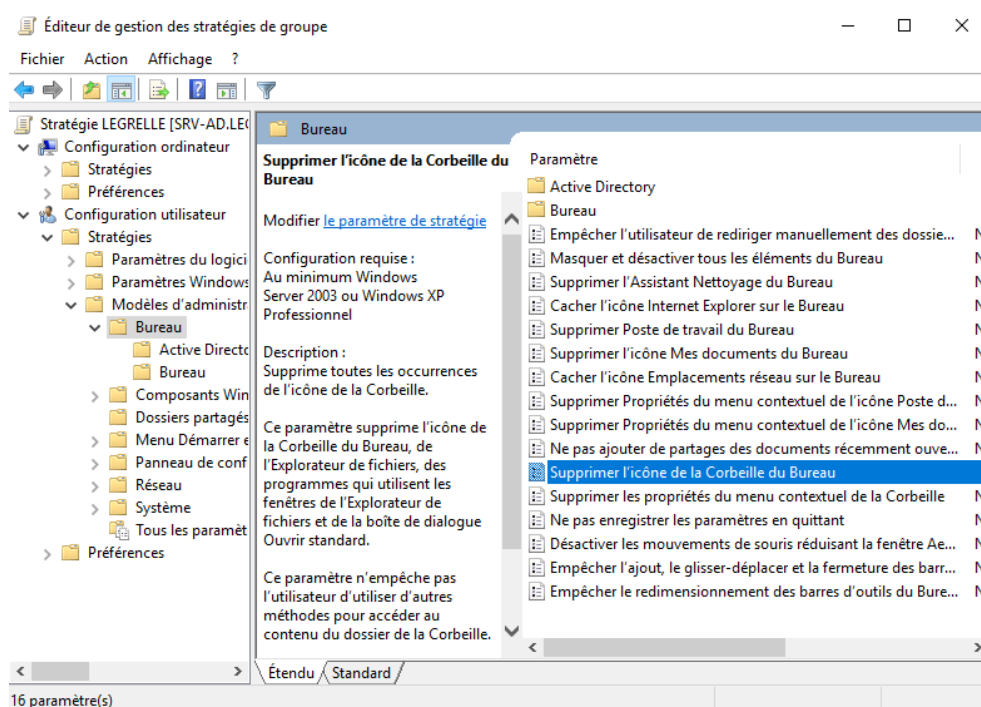 Éditeur de gestion des stratégies de groupe
Fichier Action Affichage ?
Stratégie LEGRELLE [SRV-AD.LE
Configuration ordinateur
Stratégies
Préférences
Configuration utilisateur
Stratégies
Paramètres du logici
Paramètres Windows
Modèles d'administr
Bureau
Active Directo
Bureau
Composants Win
Dossiers partagés
Menu Démarrer e
Panneau de conf
Réseau
Système
Tous les paramèt
Préférences
Bureau
Supprimer l'icône de la Corbeille du
Bureau
Modifier le paramètre de stratégie
Configuration requise :
Au minimum Windows
Server 2003 ou Windows XP
Professionnel
Description :
Supprime toutes les occurrences
de l'icône de la Corbeille.
Ce paramètre supprime l'icône de
la Corbeille du Bureau, de
l'Explorateur de fichiers, des
programmes qui utilisent les
fenêtres de l'Explorateur de
fichiers et de la boîte de dialogue
Ouvrir standard.
Ce paramètre n'empêche pas
l'utilisateur d'utiliser d'autres
méthodes pour accéder au
contenu du dossier de la Corbeille.
Paramètre
Active Directory
Bureau
Empêcher l'utilisateur de rediriger manuellement des dossie... N
Masquer et désactiver tous les éléments du Bureau N
Supprimer l'Assistant Nettoyage du Bureau N
Cacher l'icône Internet Explorer sur le Bureau N
Supprimer Poste de travail du Bureau N
Supprimer l'icône Mes documents du Bureau N
Cacher l'icône Emplacements réseau sur le Bureau N
Supprimer Propriétés du menu contextuel de l'icône Poste d... N
Supprimer Propriétés du menu contextuel de l'icône Mes do... N
Ne pas ajouter de partages des documents récemment ouve... N
Supprimer l'icône de la Corbeille du Bureau
Supprimer les propriétés du menu contextuel de la Corbeille N
Ne pas enregistrer les paramètres en quittant N
Désactiver les mouvements de souris réduisant la fenêtre Ae... N
Empêcher l'ajout, le glisser-déplacer et la fermeture des barr... N
Empêcher le redimensionnement des barres d'outils du Bure... N
Étendu Standard
16 paramètre(s)